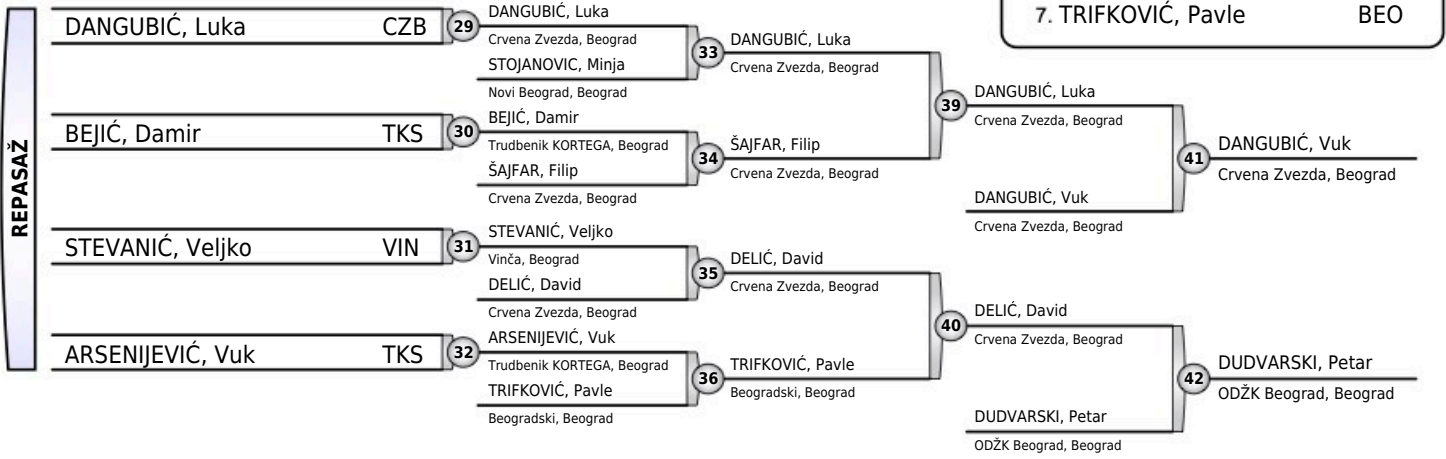 REPASAŽ
7. TRIFKOVIĆ, Pavle BEO
DANGUBIĆ, Luka CZB
29
DANGUBIĆ, Luka
Crvena Zvezda, Beograd
STOJANOVIC, Minja
Novi Beograd, Beograd
33
DANGUBIĆ, Luka
Crvena Zvezda, Beograd
BEJIĆ, Damir TKS
30
BEJIĆ, Damir
Trudbenik KORTEGA, Beograd
ŠAJFAR, Filip
Crvena Zvezda, Beograd
34
ŠAJFAR, Filip
Crvena Zvezda, Beograd
39
DANGUBIĆ, Luka
Crvena Zvezda, Beograd
DANGUBIĆ, Vuk
Crvena Zvezda, Beograd
41
DANGUBIĆ, Vuk
Crvena Zvezda, Beograd
STEVANIĆ, Veljko VIN
31
STEVANIĆ, Veljko
Vinča, Beograd
DELIĆ, David
Crvena Zvezda, Beograd
35
DELIĆ, David
Crvena Zvezda, Beograd
ARSENIJEVIĆ, Vuk TKS
32
ARSENIJEVIĆ, Vuk
Trudbenik KORTEGA, Beograd
TRIFKOVIĆ, Pavle
Beogradski, Beograd
36
TRIFKOVIĆ, Pavle
Beogradski, Beograd
40
DELIĆ, David
Crvena Zvezda, Beograd
DUDVARSKI, Petar
ODŽK Beograd, Beograd
42
DUDVARSKI, Petar
ODŽK Beograd, Beograd